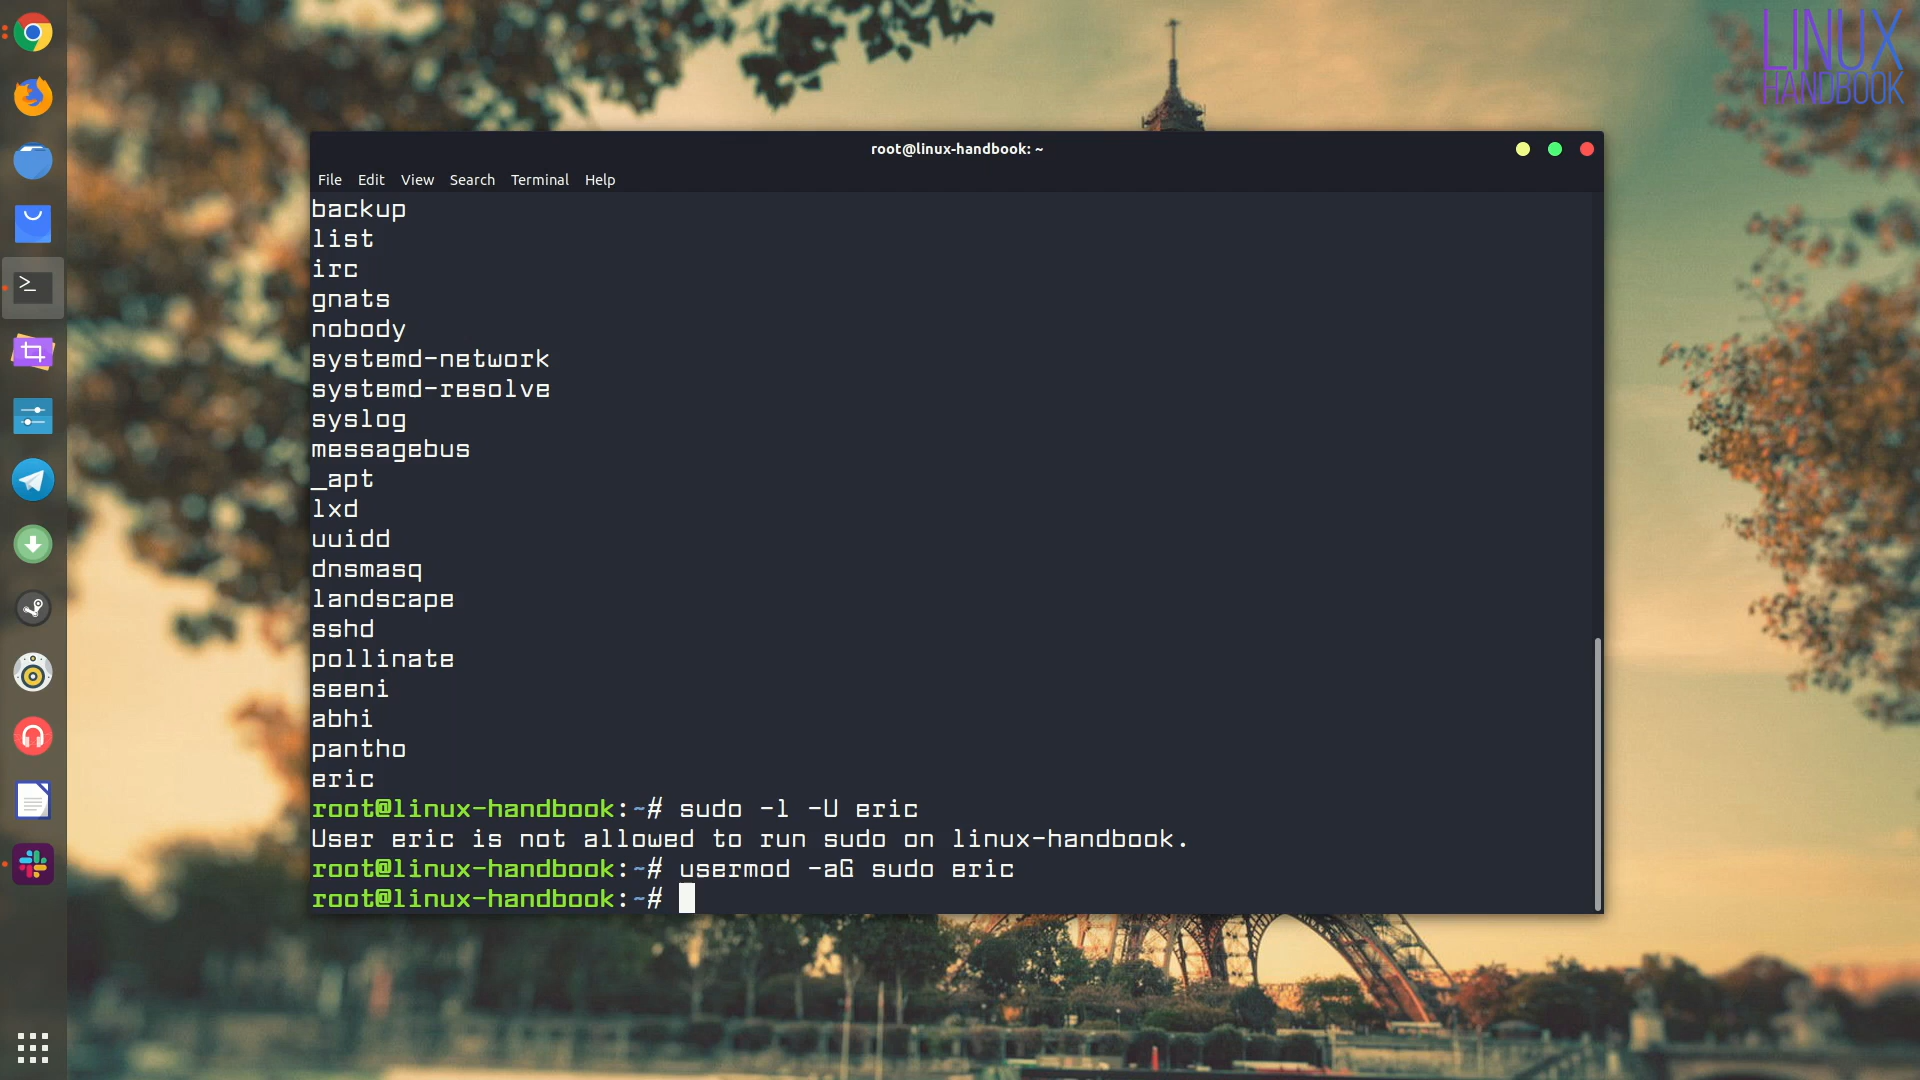 LINUX
HANDBOOK
root@linux-handbook: ~
File Edit View Search Terminal Help
backup
list
irc
gnats
nobody
systemd-network
systemd-resolve
syslog
messagebus
_apt
lxd
uuidd
dnsmasq
landscape
sshd
pollinate
seeni
abhi
pantho
eric
root@linux-handbook:~# sudo -l -U eric
User eric is not allowed to run sudo on linux-handbook.
root@linux-handbook:~# usermod -aG sudo eric
root@linux-handbook:~#